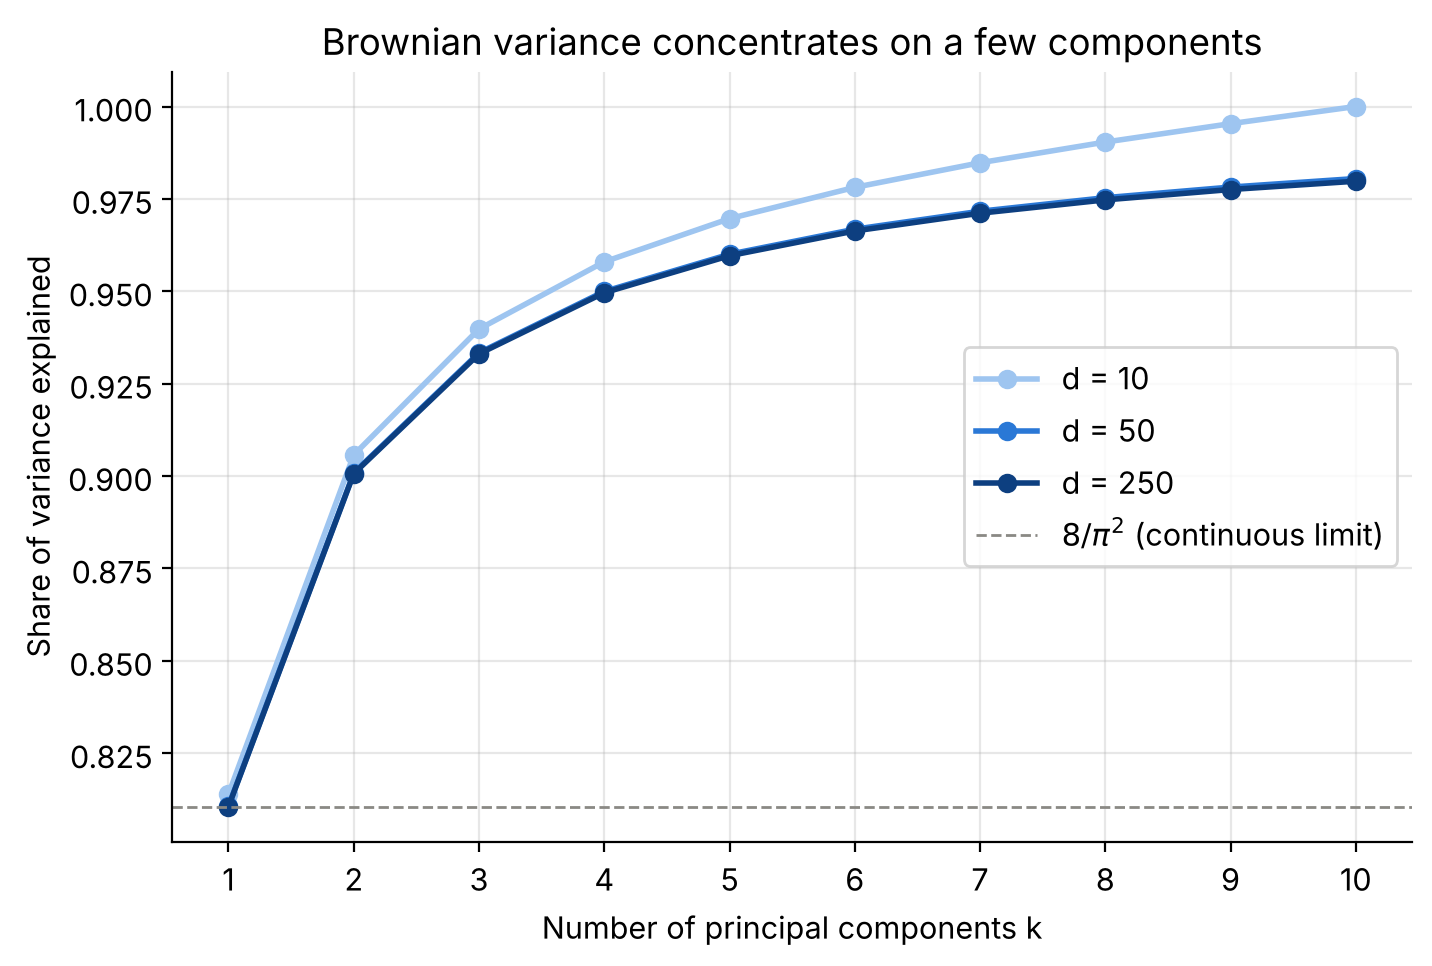 Brownian variance concentrates on a few components
Share of variance explained
1.000
0.975
0.950
0.925
0.900
0.875
0.850
0.825
d = 10
d = 50
d = 250
8/π² (continuous limit)
1 2 3 4 5 6 7 8 9 10
Number of principal components k